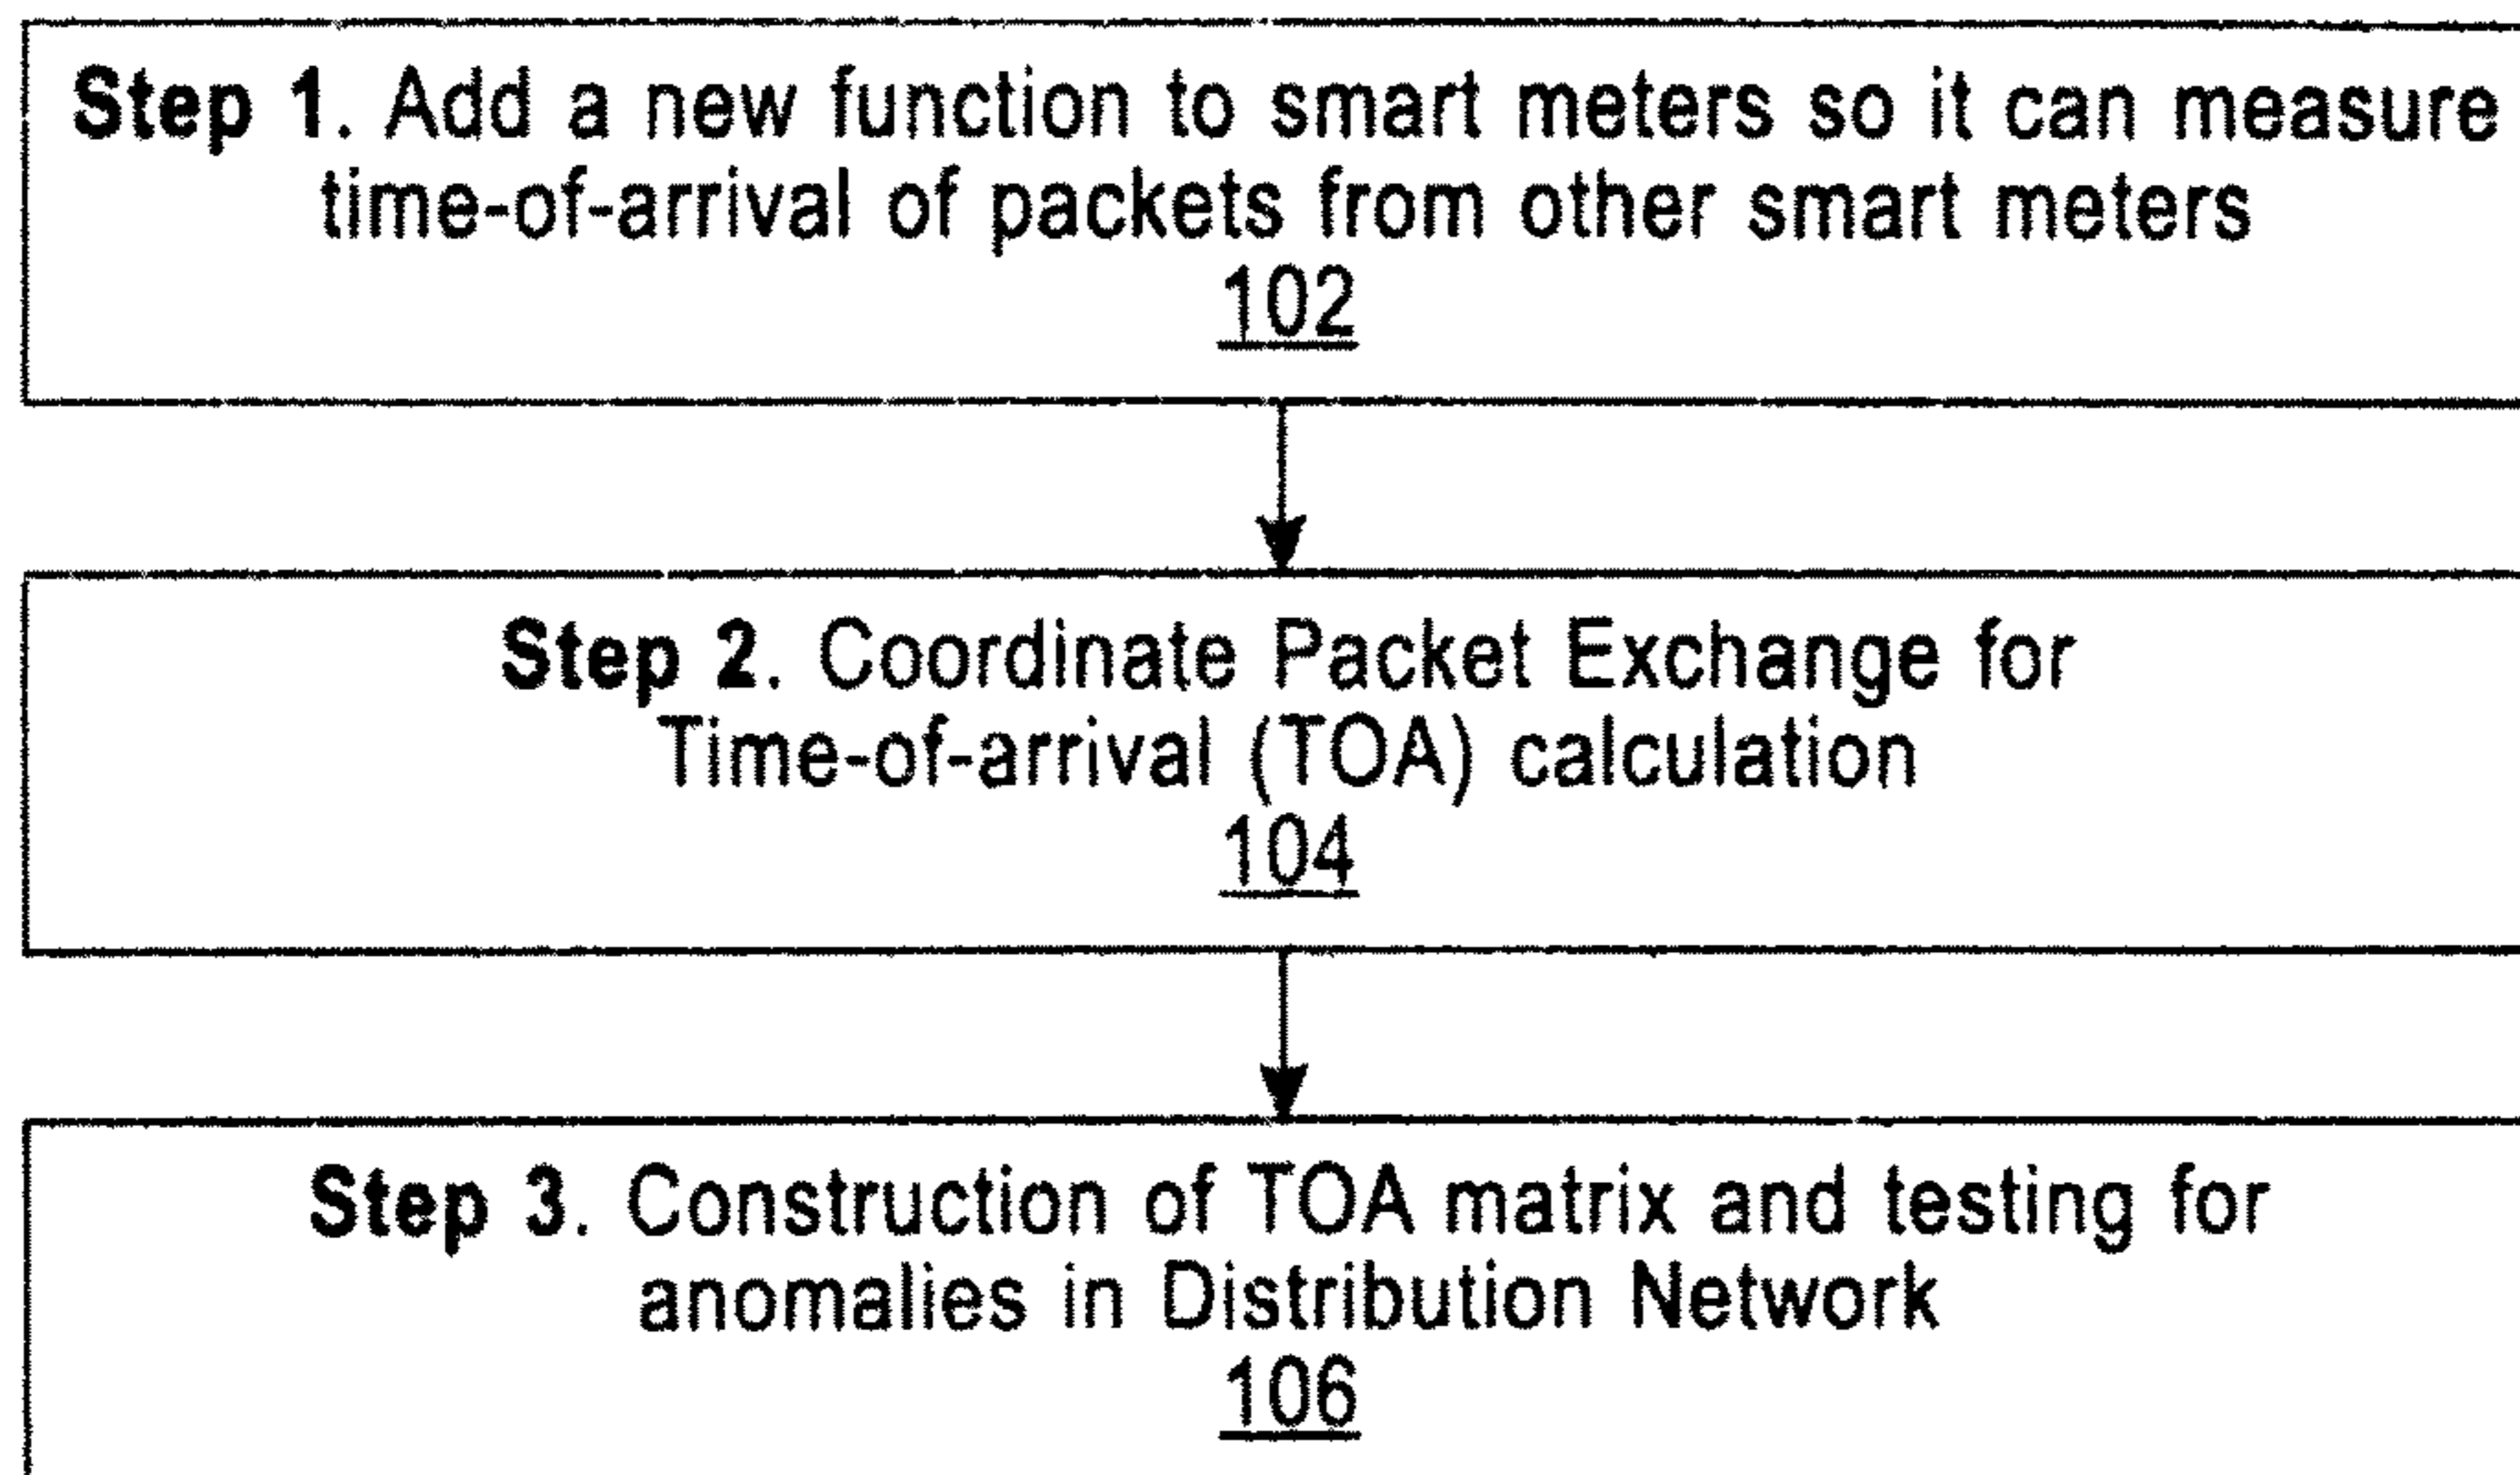 Step 1. Add a new function to smart meters so it can measure
time-of-arrival of packets from other smart meters
102
Step 2. Coordinate Packet Exchange for
Time-of-arrival (TOA) calculation
104
Step 3. Construction of TOA matrix and testing for
anomalies in Distribution Network
106